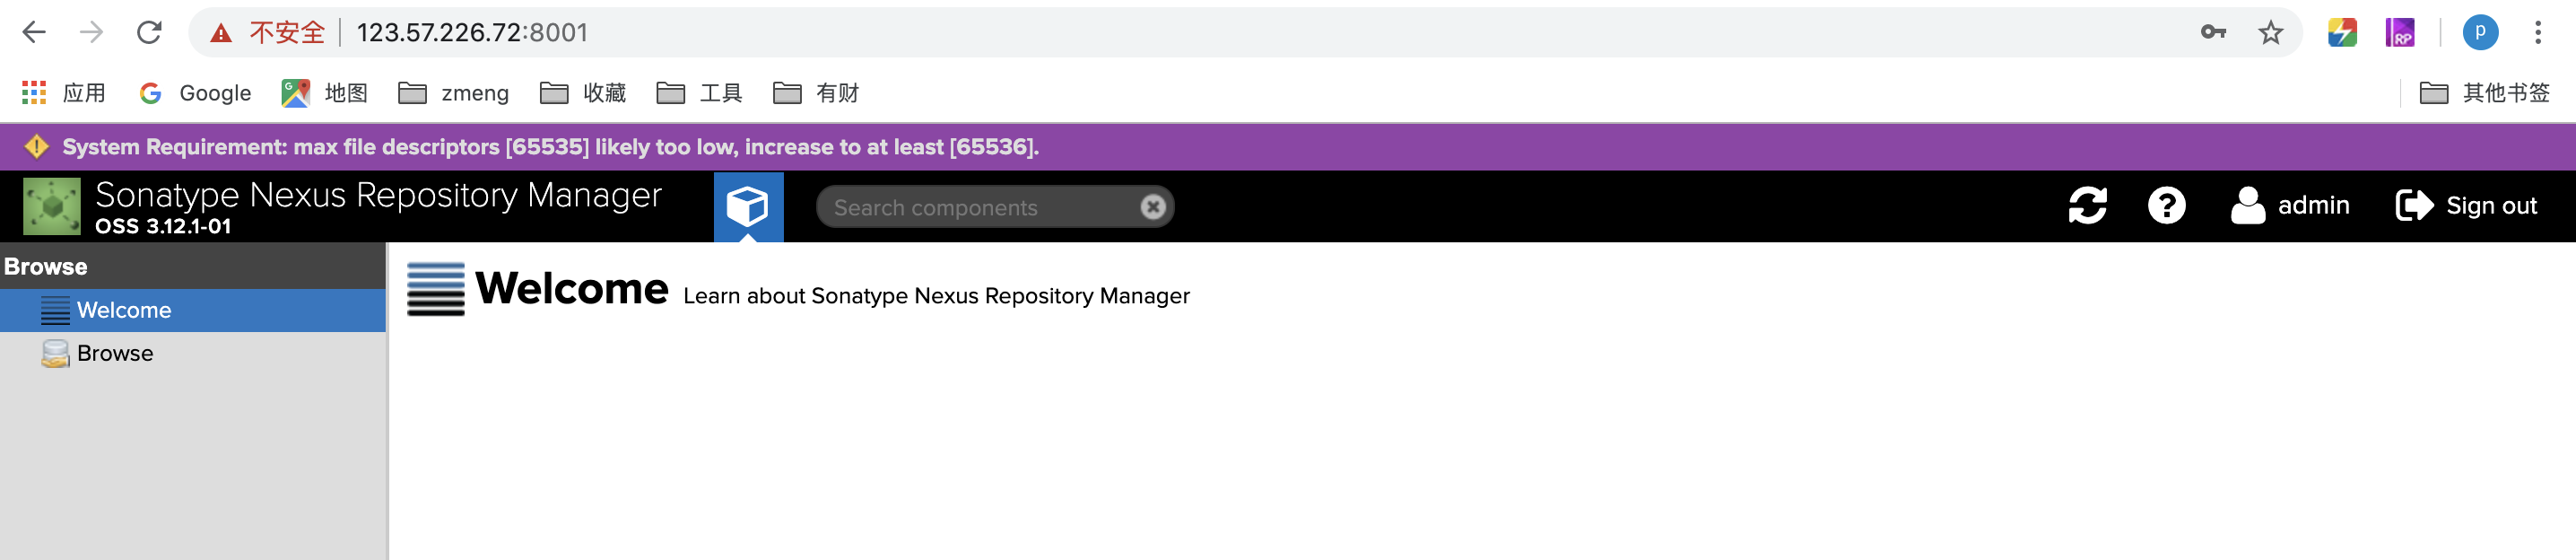 不安全 123.57.226.72:8001
p
应用 Google 地图 zmeng 收藏 工具 有财 其他书签
System Requirement: max file descriptors [65535] likely too low, increase to at least [65536].
Sonatype Nexus Repository Manager
OSS 3.12.1-01
Search components
admin Sign out
Browse
Welcome
Browse
Welcome Learn about Sonatype Nexus Repository Manager
RP